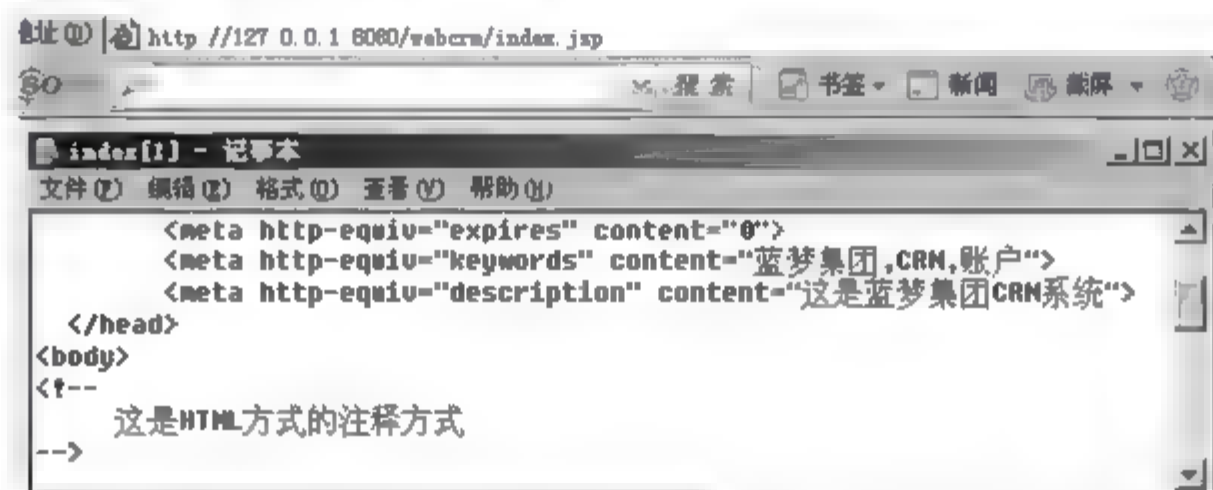 址(D) http //127 0.0.1 8080/webcrm/index.jsp
SO 搜索 书签 新闻 截屏
index[1] - 记事本
文件(F) 编辑(E) 格式(O) 查看(V) 帮助(H)
<meta http-equiv="expires" content="0">
<meta http-equiv="keywords" content="蓝梦集团,CRM,账户">
<meta http-equiv="description" content="这是蓝梦集团CRM系统">
</head>
<body>
<!--
这是HTML方式的注释方式
-->